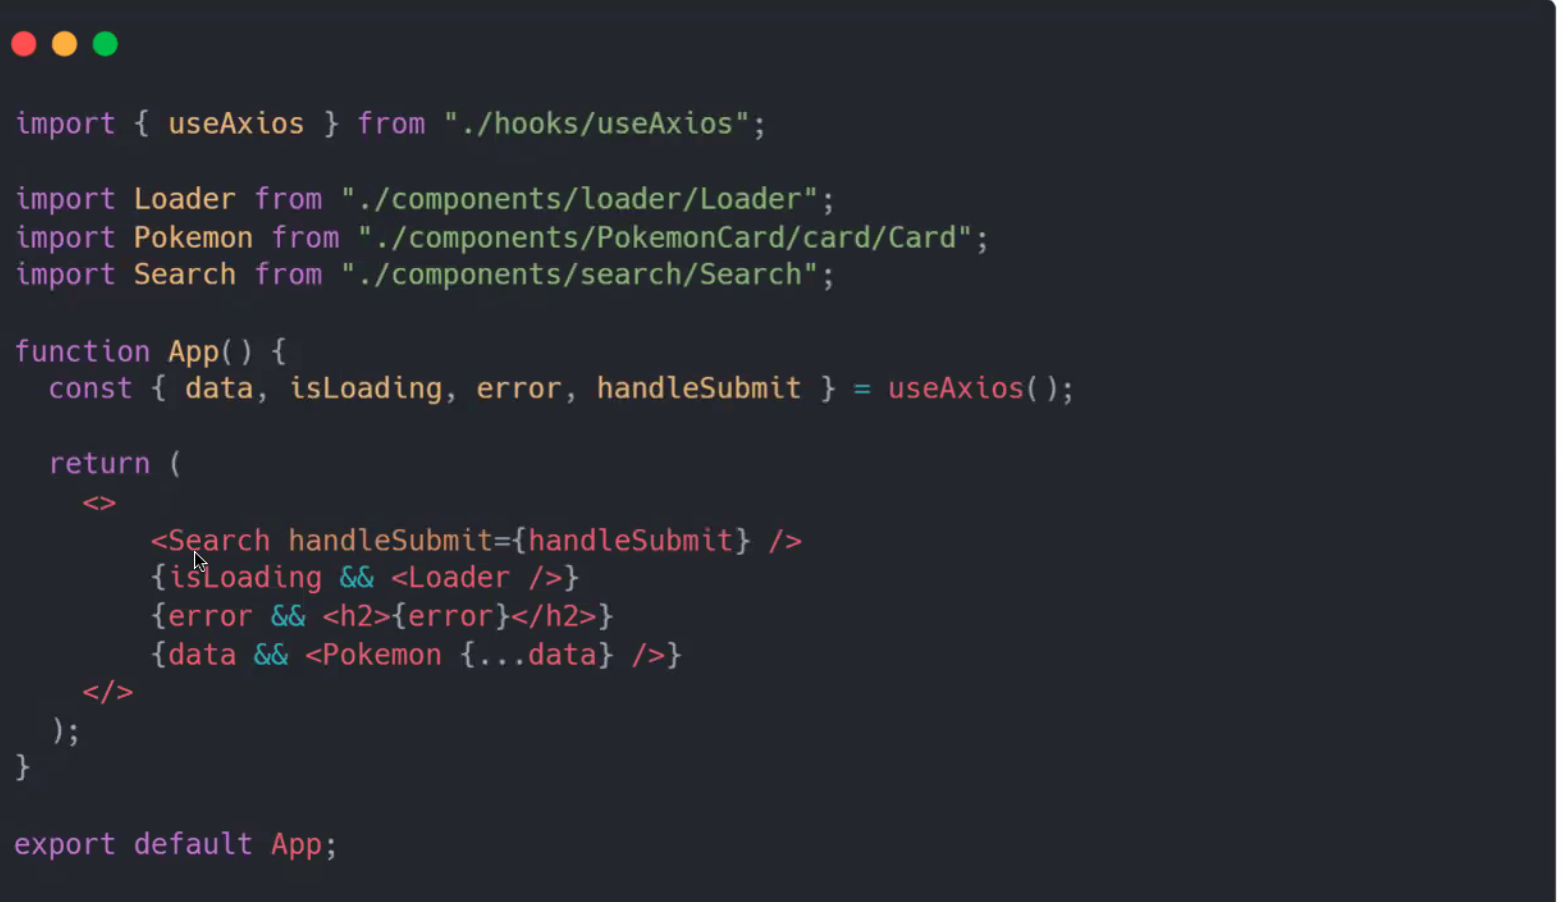 import { useAxios } from "./hooks/useAxios";
import Loader from "./components/loader/Loader";
import Pokemon from "./components/PokemonCard/card/Card";
import Search from "./components/search/Search";
function App() {
const { data, isLoading, error, handleSubmit } = useAxios();
return (
<>
<Search handleSubmit={handleSubmit} />
{isLoading && <Loader />}
{error && <h2>{error}</h2>}
{data && <Pokemon {...data} />}
</>
);
}
export default App;